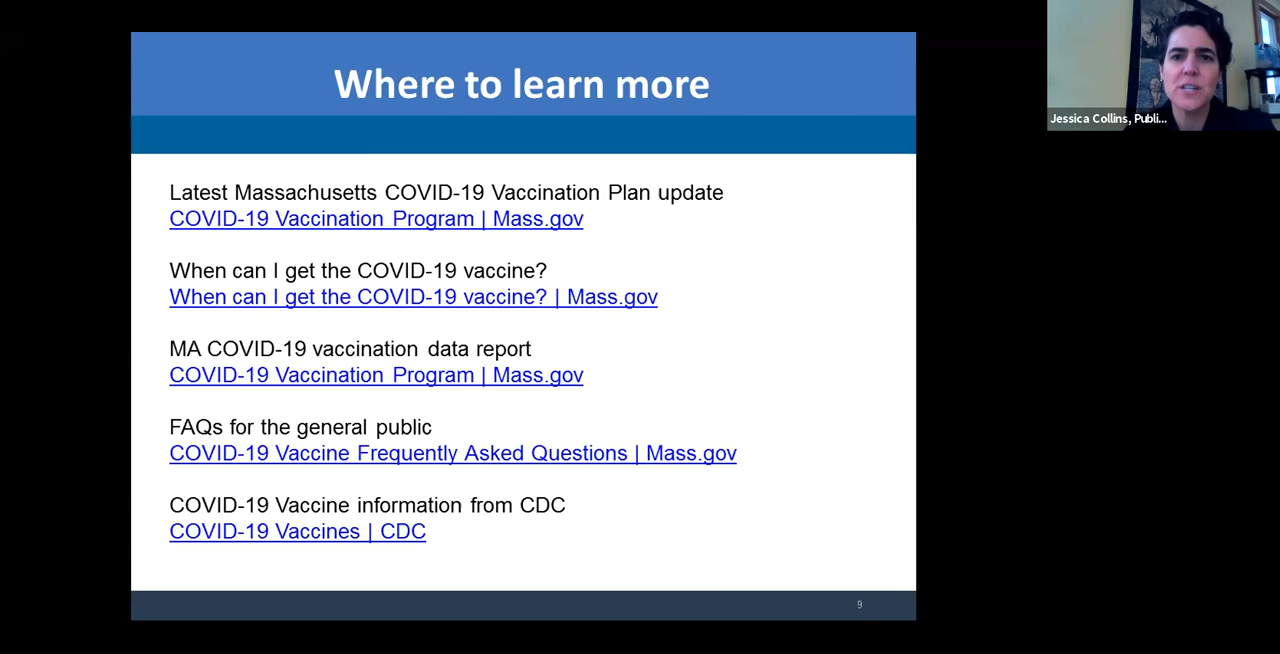 Where to learn more
Jessica Collins, Publi...
Latest Massachusetts COVID-19 Vaccination Plan update
COVID-19 Vaccination Program | Mass.gov
When can I get the COVID-19 vaccine?
When can I get the COVID-19 vaccine? | Mass.gov
MA COVID-19 vaccination data report
COVID-19 Vaccination Program | Mass.gov
FAQs for the general public
COVID-19 Vaccine Frequently Asked Questions | Mass.gov
COVID-19 Vaccine information from CDC
COVID-19 Vaccines | CDC
9